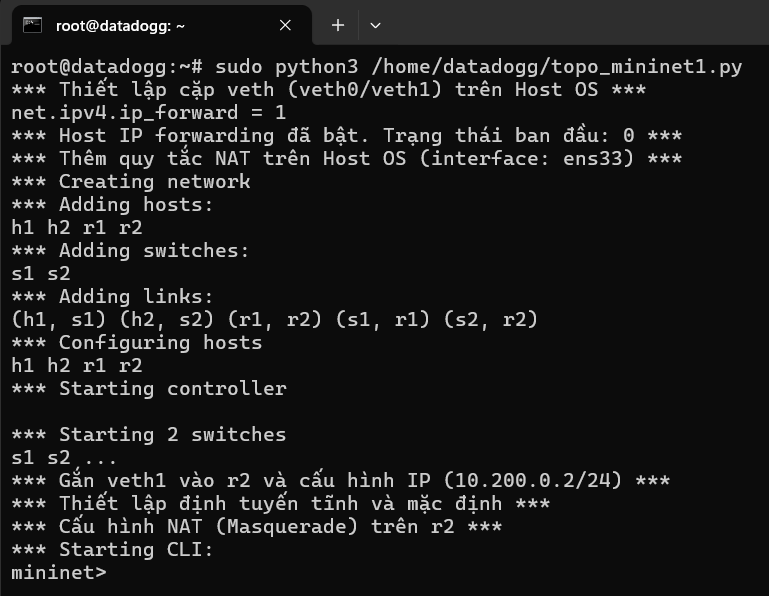 root@datadogg: ~
root@datadogg:~# sudo python3 /home/datadogg/topo_mininet1.py
*** Thiết lập cặp veth (veth0/veth1) trên Host OS ***
net.ipv4.ip_forward = 1
*** Host IP forwarding đã bật. Trạng thái ban đầu: 0 ***
*** Thêm quy tắc NAT trên Host OS (interface: ens33) ***
*** Creating network
*** Adding hosts:
h1 h2 r1 r2
*** Adding switches:
s1 s2
*** Adding links:
(h1, s1) (h2, s2) (r1, r2) (s1, r1) (s2, r2)
*** Configuring hosts
h1 h2 r1 r2
*** Starting controller
*** Starting 2 switches
s1 s2 ...
*** Gắn veth1 vào r2 và cấu hình IP (10.200.0.2/24) ***
*** Thiết lập định tuyến tĩnh và mặc định ***
*** Cấu hình NAT (Masquerade) trên r2 ***
*** Starting CLI:
mininet>